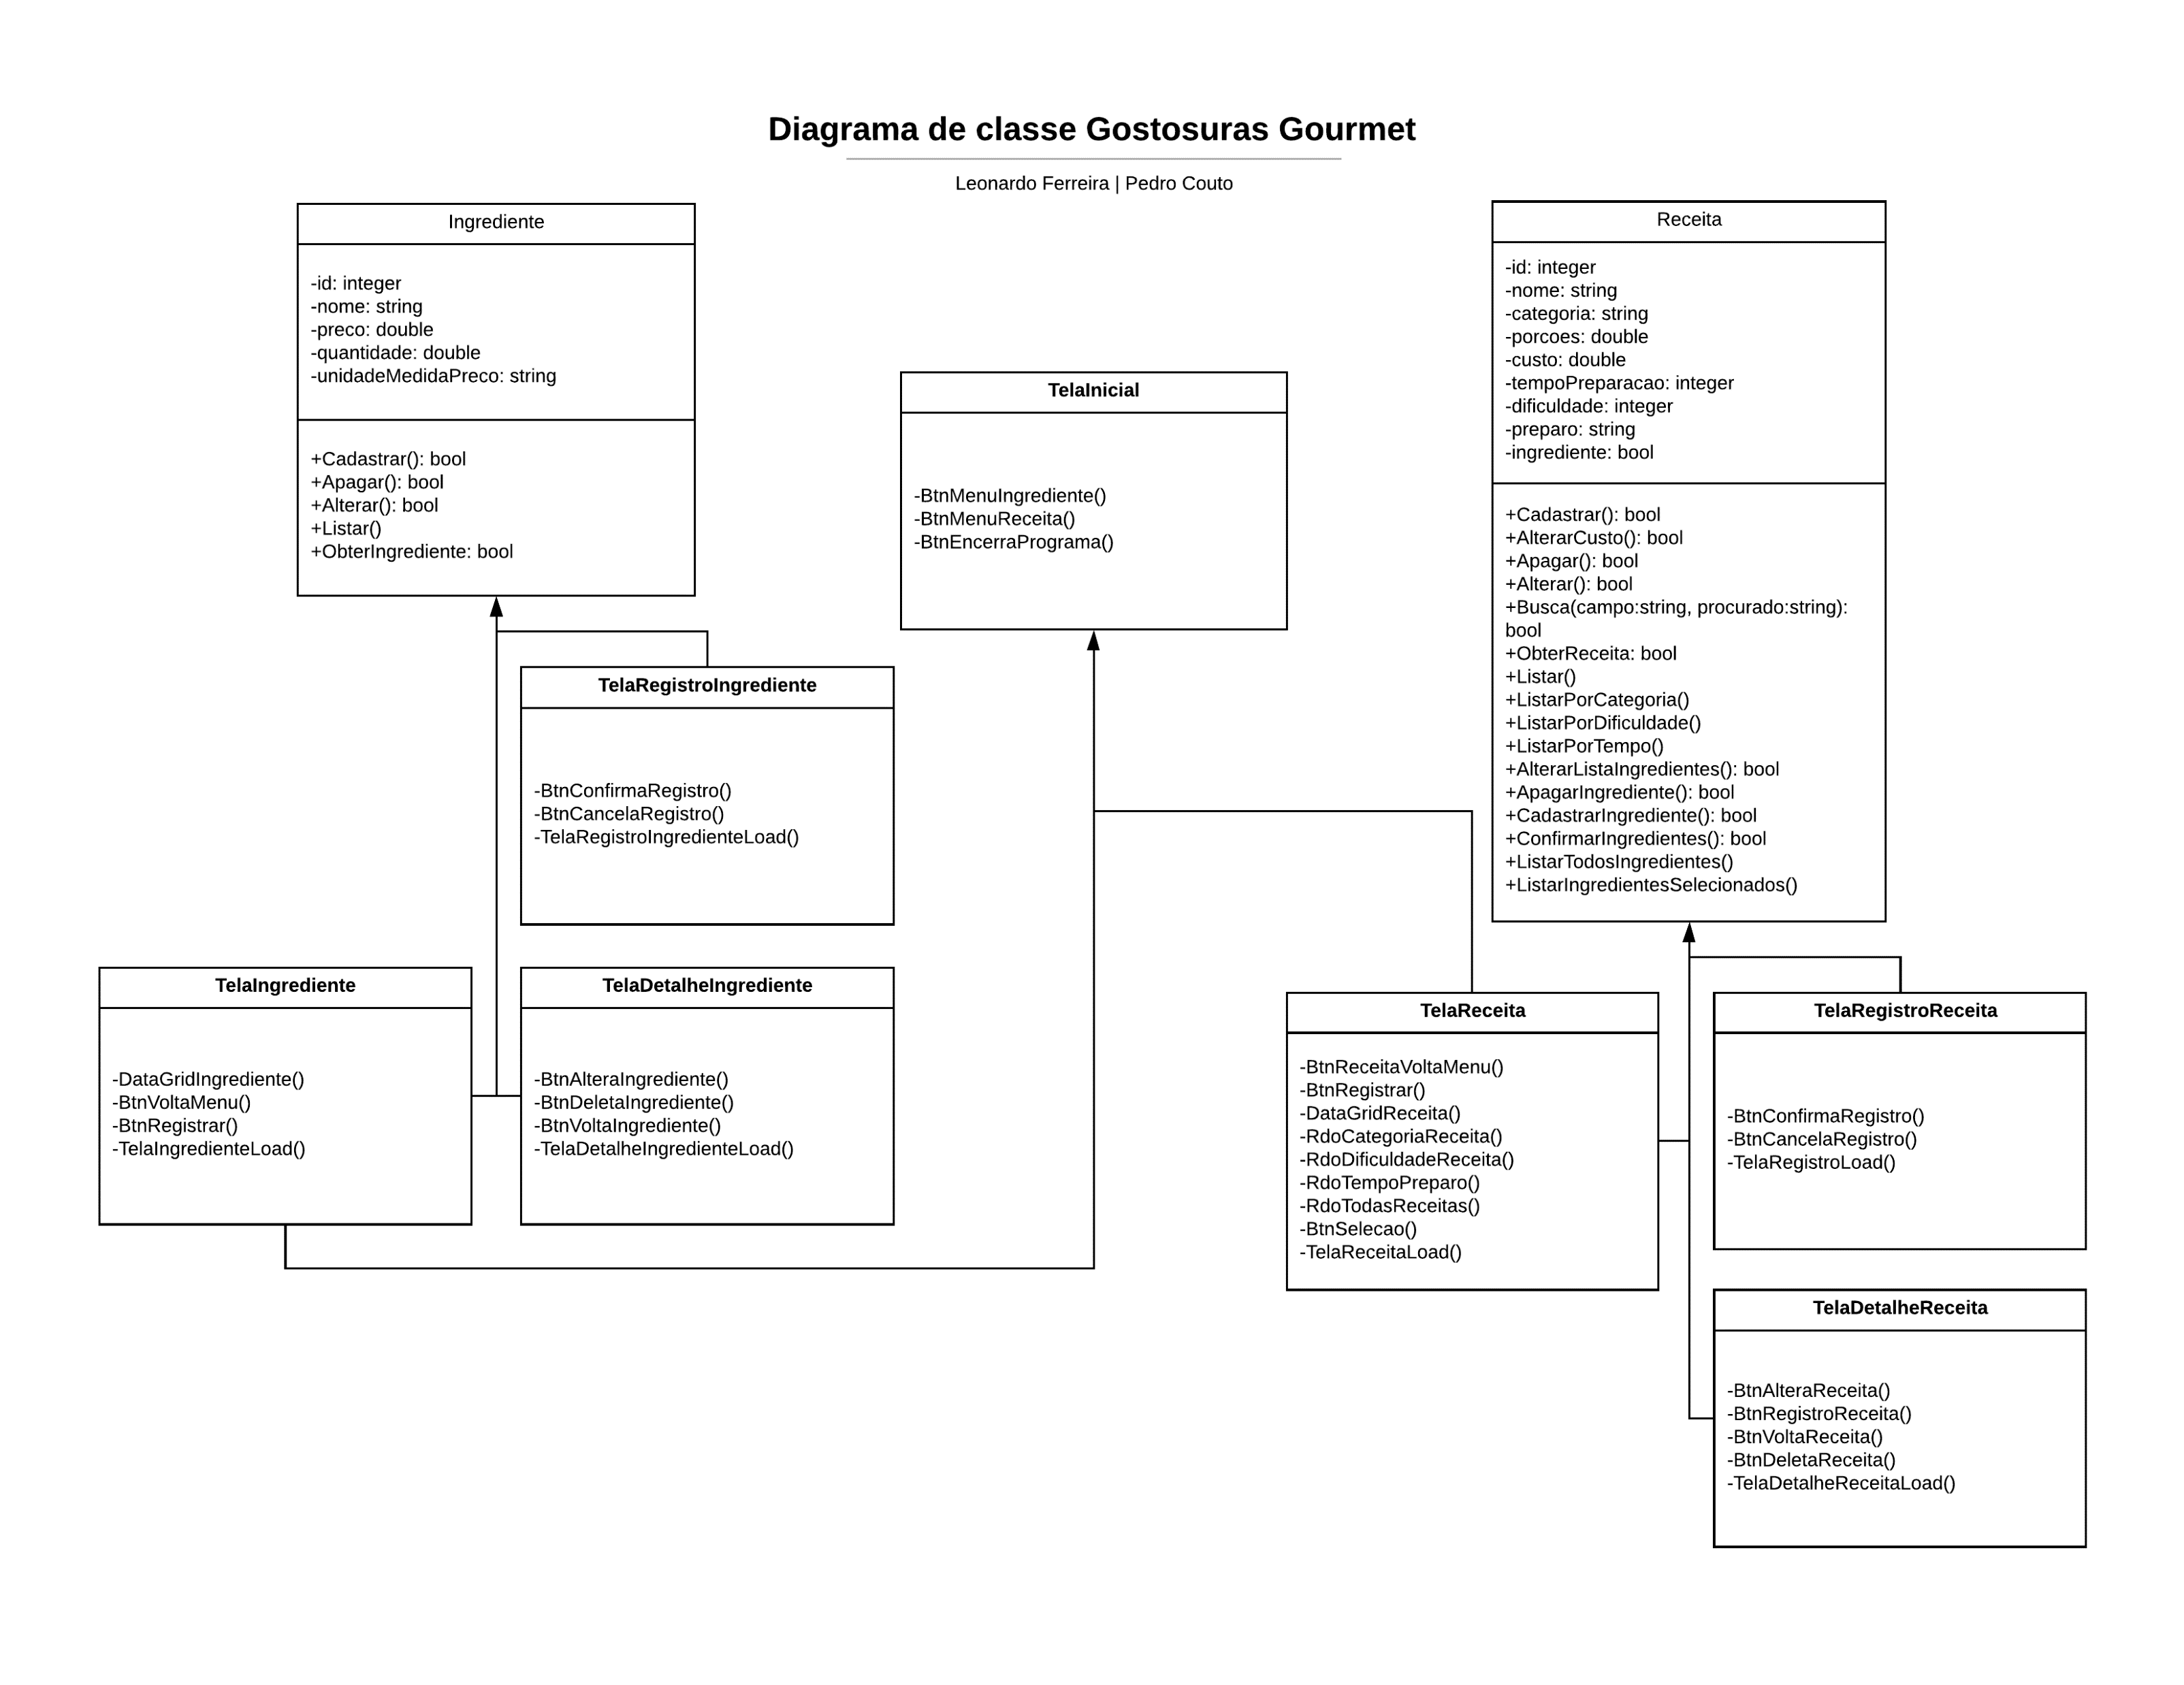 Diagrama de classe Gostosuras Gourmet
Leonardo Ferreira | Pedro Couto
Ingrediente
-id: integer
-nome: string
-preco: double
-quantidade: double
-unidadeMedidaPreco: string
+Cadastrar(): bool
+Apagar(): bool
+Alterar(): bool
+Listar()
+ObterIngrediente: bool
TelaInicial
-BtnMenuIngrediente()
-BtnMenuReceita()
-BtnEncerraPrograma()
Receita
-id: integer
-nome: string
-categoria: string
-porcoes: double
-custo: double
-tempoPreparacao: integer
-dificuldade: integer
-preparo: string
-ingrediente: bool
+Cadastrar(): bool
+AlterarCusto(): bool
+Apagar(): bool
+Alterar(): bool
+Busca(campo:string, procurado:string):
bool
+ObterReceita: bool
+Listar()
+ListarPorCategoria()
+ListarPorDificuldade()
+ListarPorTempo()
+AlterarListaIngredientes(): bool
+ApagarIngrediente(): bool
+CadastrarIngrediente(): bool
+ConfirmarIngredientes(): bool
+ListarTodosIngredientes()
+ListarIngredientesSelecionados()
TelaRegistroIngrediente
-BtnConfirmaRegistro()
-BtnCancelaRegistro()
-TelaRegistroIngredienteLoad()
TelaIngrediente
-DataGridIngrediente()
-BtnVoltaMenu()
-BtnRegistrar()
-TelaIngredienteLoad()
TelaDetalheIngrediente
-BtnAlteraIngrediente()
-BtnDeletaIngrediente()
-BtnVoltaIngrediente()
-TelaDetalheIngredienteLoad()
TelaReceita
-BtnReceitaVoltaMenu()
-BtnRegistrar()
-DataGridReceita()
-RdoCategoriaReceita()
-RdoDificuldadeReceita()
-RdoTempoPreparo()
-RdoTodasReceitas()
-BtnSelecao()
-TelaReceitaLoad()
TelaRegistroReceita
-BtnConfirmaRegistro()
-BtnCancelaRegistro()
-TelaRegistroLoad()
TelaDetalheReceita
-BtnAlteraReceita()
-BtnRegistroReceita()
-BtnVoltaReceita()
-BtnDeletaReceita()
-TelaDetalheReceitaLoad()